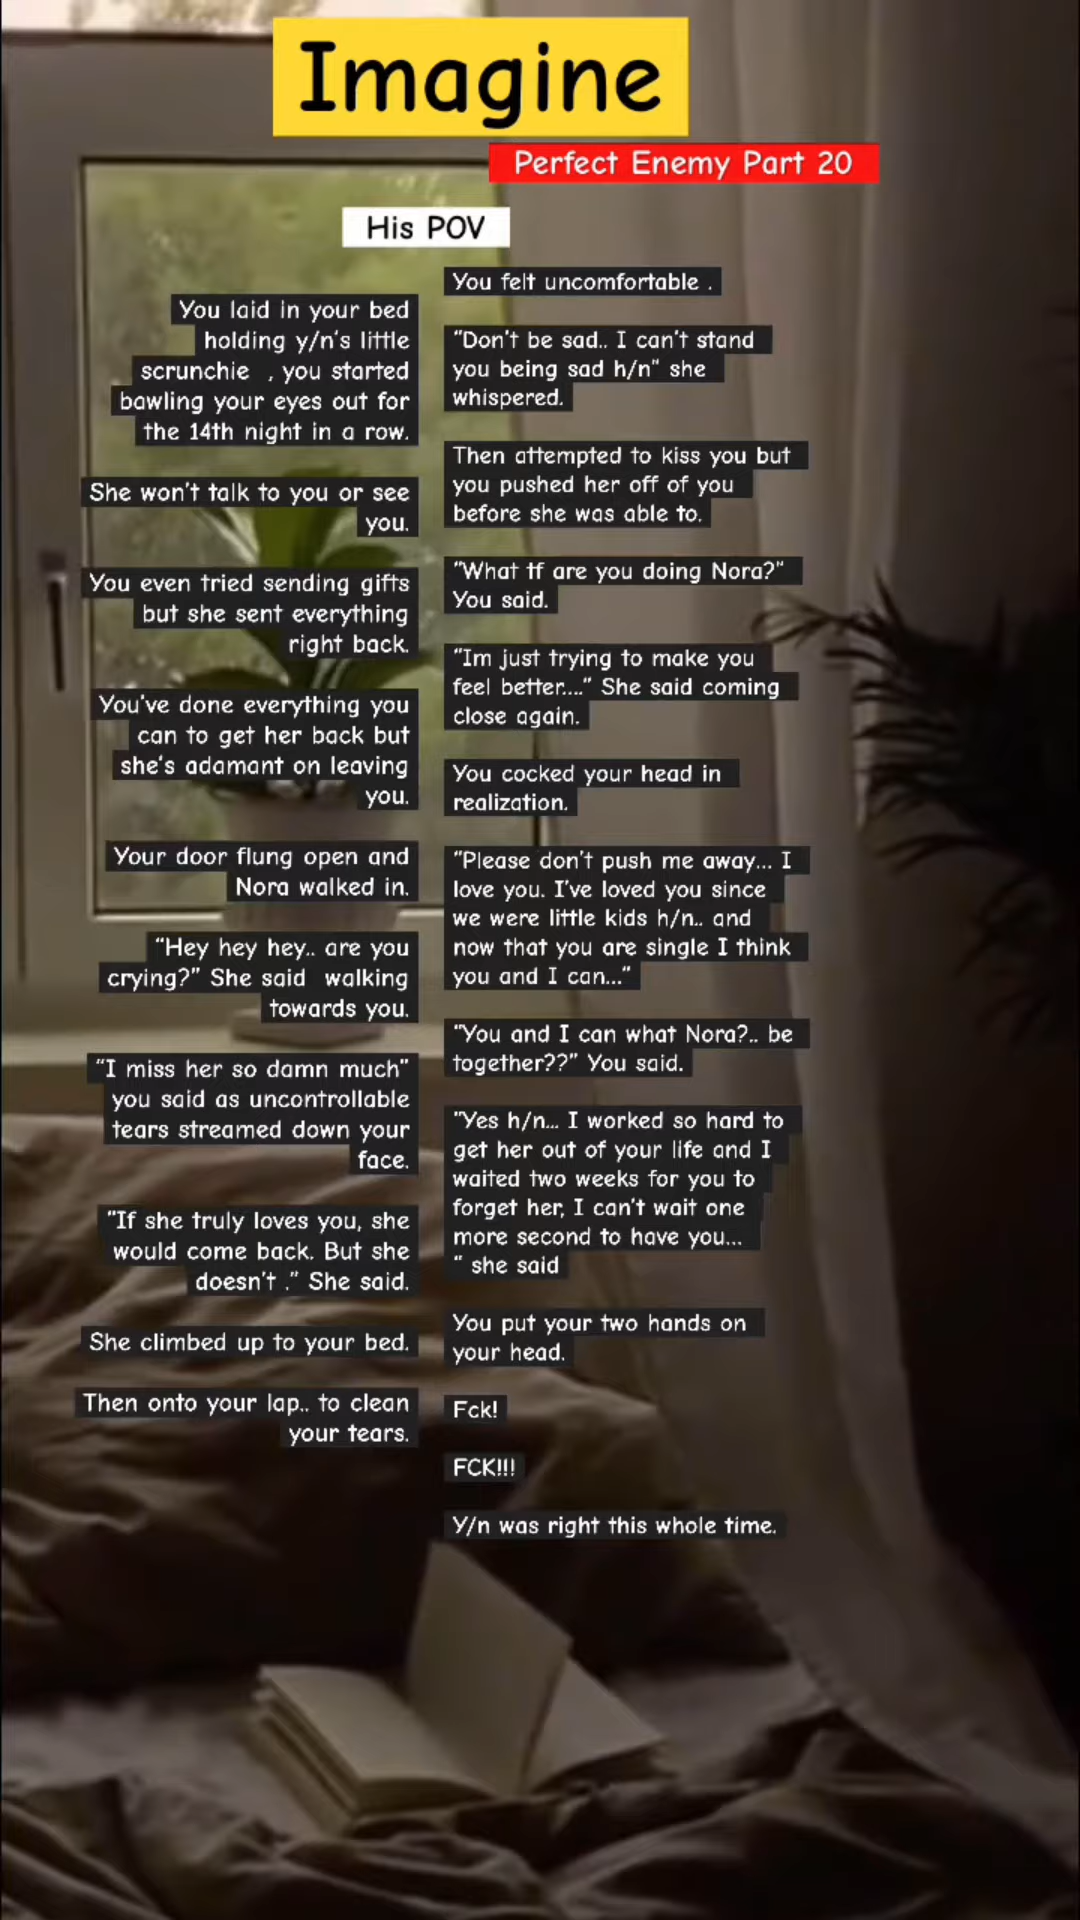 Imagine
Perfect Enemy Part 20
His POV
You laid in your bed
holding y/n's little
scrunchie , you started
bawling your eyes out for
the 14th night in a row.
She won't talk to you or see
you.
You even tried sending gifts
but she sent everything
right back.
You've done everything you
can to get her back but
she's adamant on leaving
you.
Your door flung open and
Nora walked in.
"Hey hey hey.. are you
crying?" She said walking
towards you.
"I miss her so damn much"
you said as uncontrollable
tears streamed down your
face.
"If she truly loves you, she
would come back. But she
doesn't ." She said.
She climbed up to your bed.
Then onto your lap.. to clean
your tears.
You felt uncomfortable .
"Don't be sad.. I can't stand
you being sad h/n" she
whispered.
Then attempted to kiss you but
you pushed her off of you
before she was able to.
"What tf are you doing Nora?"
You said.
"Im just trying to make you
feel better...." She said coming
close again.
You cocked your head in
realization.
"Please don't push me away... I
love you. I've loved you since
we were little kids h/n.. and
now that you are single I think
you and I can..."
"You and I can what Nora?.. be
together??" You said.
"Yes h/n... I worked so hard to
get her out of your life and I
waited two weeks for you to
forget her, I can't wait one
more second to have you...
" she said
You put your two hands on
your head.
Fck!
FCK!!!
Y/n was right this whole time.